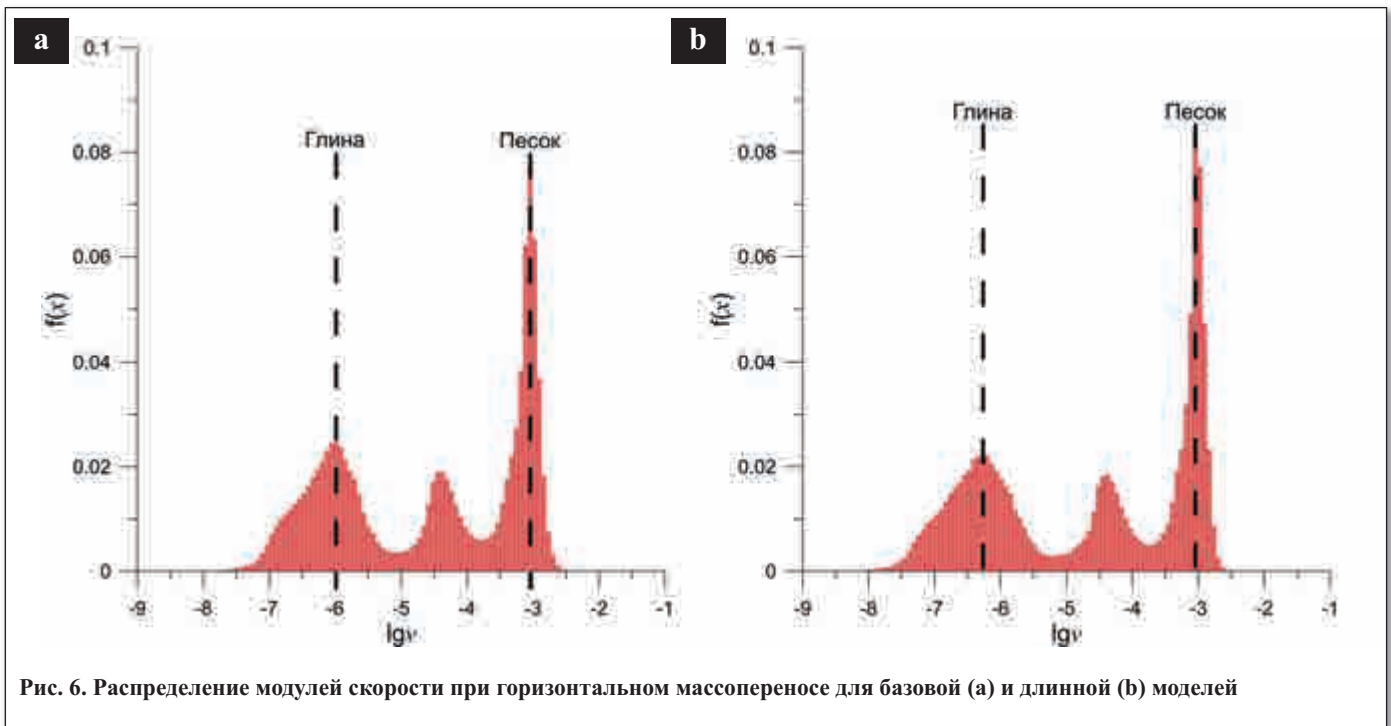 a
0.1
Глина
Песок
0.08
0.06
f(x)
0.04
0.02
0
-9 -8 -7 -6 -5 -4 -3 -2 -1
lgv
b
0.1
Глина
Песок
0.08
0.06
f(x)
0.04
0.02
0
-9 -8 -7 -6 -5 -4 -3 -2 -1
lgv
Рис. 6. Распределение модулей скорости при горизонтальном массопереносе для базовой (a) и длинной (b) моделей